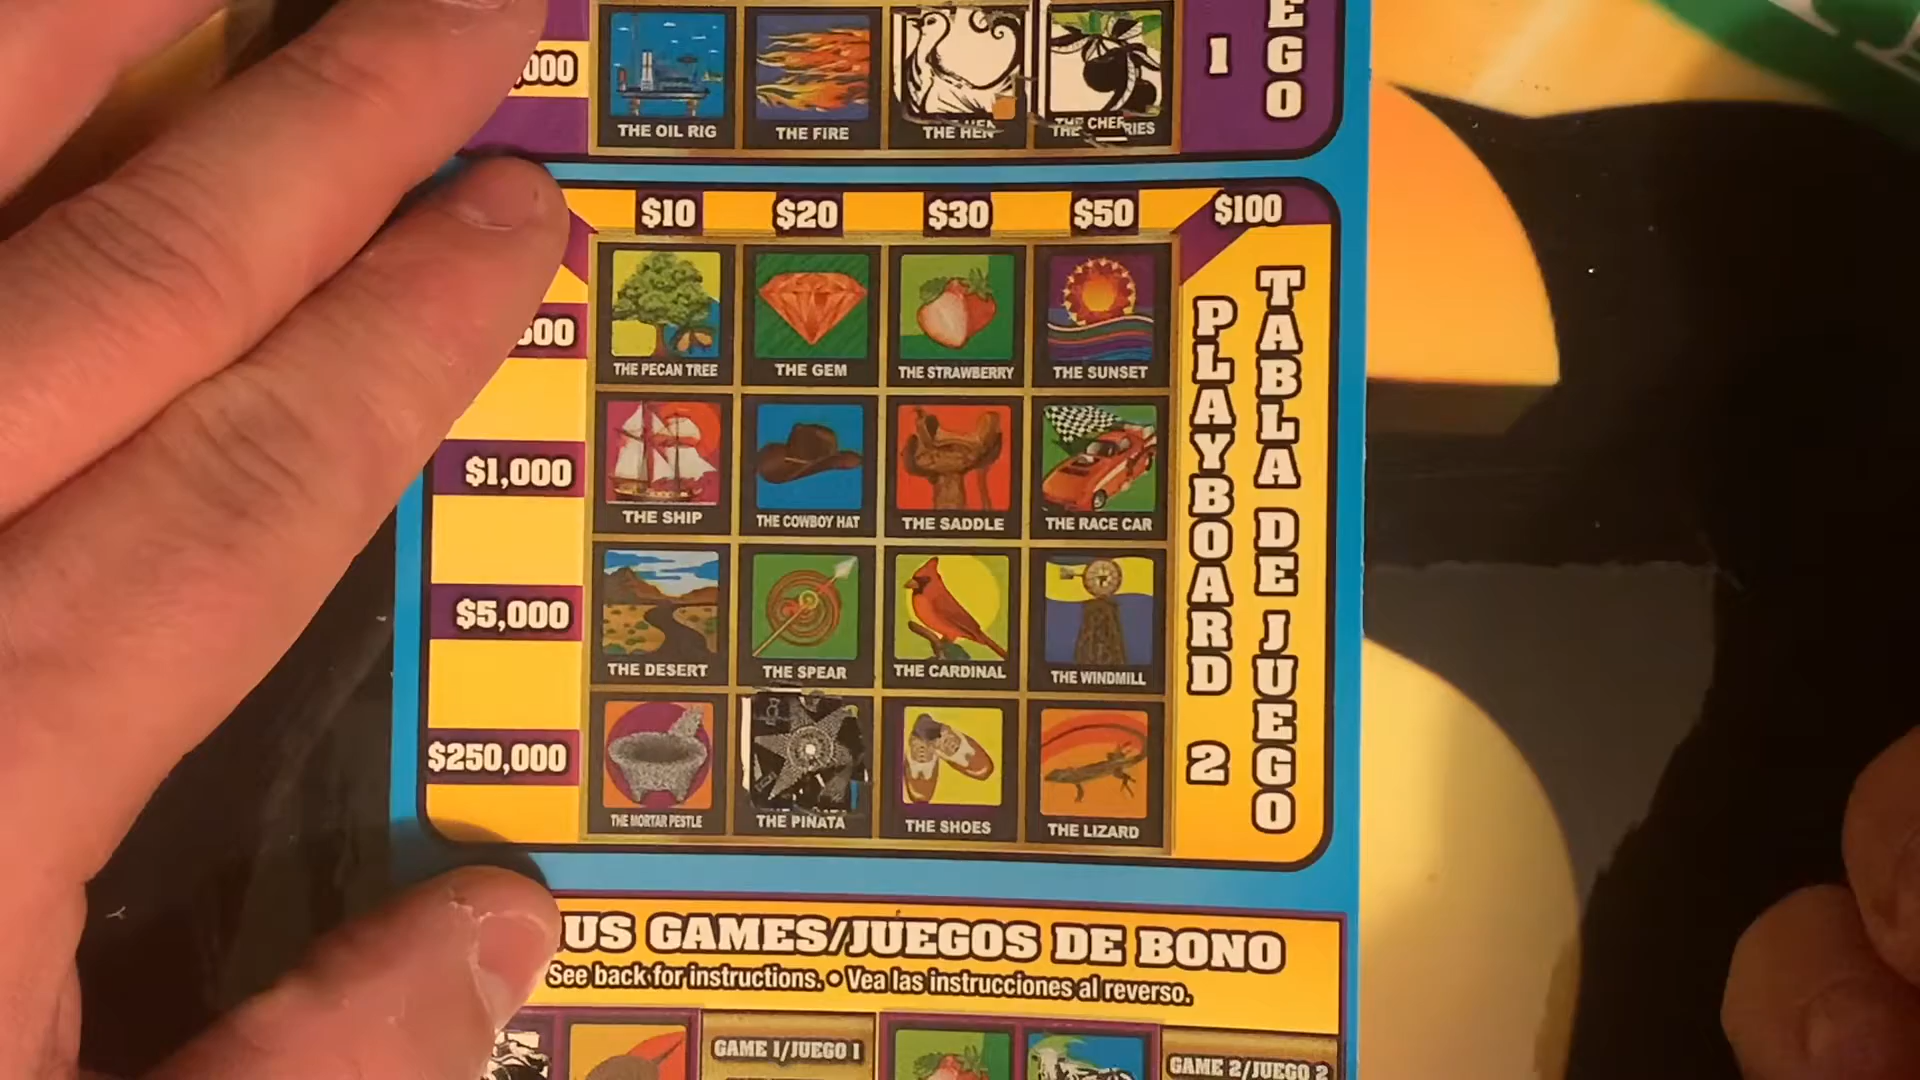 ,000
THE OIL RIG
THE FIRE
THE HEN
THE CHERRIES
1
EGO
$10
$20
$30
$50
$100
500
THE PECAN TREE
THE GEM
THE STRAWBERRY
THE SUNSET
$1,000
THE SHIP
THE COWBOY HAT
THE SADDLE
THE RACE CAR
$5,000
THE DESERT
THE SPEAR
THE CARDINAL
THE WINDMILL
$250,000
THE MORTAR PESTLE
THE PIÑATA
THE SHOES
THE LIZARD
PLAYBOARD 2
TABLA DE JUEGO
US GAMES/JUEGOS DE BONO
See back for instructions. • Vea las instrucciones al reverso.
GAME 1/JUEGO 1
GAME 2/JUEGO 2